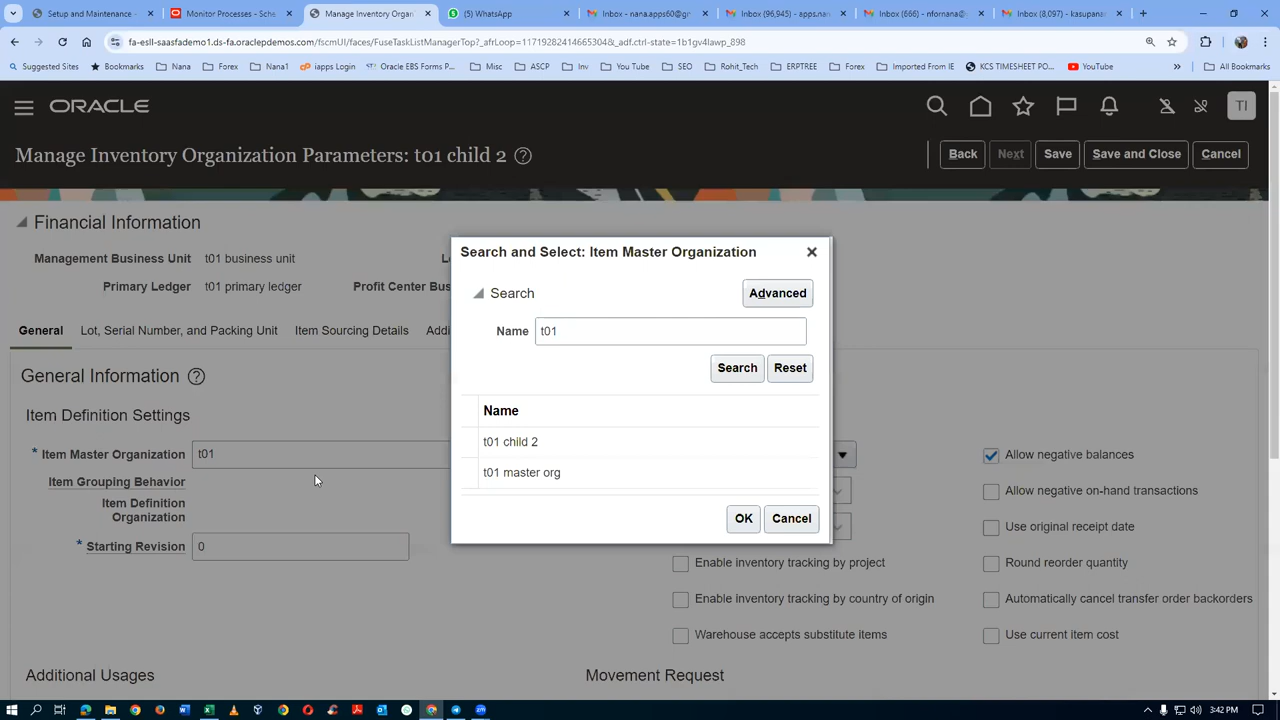 Setup and Maintenance -
Monitor Processes - Sche
Manage Inventory Organi
(5) WhatsApp
Inbox - nana.apps60@gm
Inbox (96,945) - apps.nan
Inbox (666) - nfornana@
Inbox (8,097) - kasupana
fa-esll-saasfademo1.ds-fa.oraclepdemos.com/fscmUI/faces/FuseTaskListManagerTop?_afrLoop=117192824146653048&_adf.ctrl-state=1b1gv4lawp_898
Suggested Sites
Bookmarks
Nana
Forex
Nana1
iapps Login
Oracle EBS Forms P...
Misc
ASCP
Inv
You Tube
SEO
Rohit_Tech
ERPTREE
Forex
Imported From IE
KCS TIMESHEET PO...
YouTube
»
All Bookmarks
ORACLE
TI
Manage Inventory Organization Parameters: t01 child 2
Back
Next
Save
Save and Close
Cancel
Financial Information
Management Business Unit t01 business unit
Primary Ledger t01 primary ledger
Profit Center Bus
General
Lot, Serial Number, and Packing Unit
Item Sourcing Details
Addi
General Information
Item Definition Settings
* Item Master Organization t01
Item Grouping Behavior
Item Definition
Organization
* Starting Revision 0
Search and Select: Item Master Organization
Search
Advanced
Name t01
Search
Reset
Name
t01 child 2
t01 master org
OK
Cancel
Enable inventory tracking by project
Enable inventory tracking by country of origin
Warehouse accepts substitute items
Allow negative balances
Allow negative on-hand transactions
Use original receipt date
Round reorder quantity
Automatically cancel transfer order backorders
Use current item cost
Additional Usages
Movement Request
3:42 PM